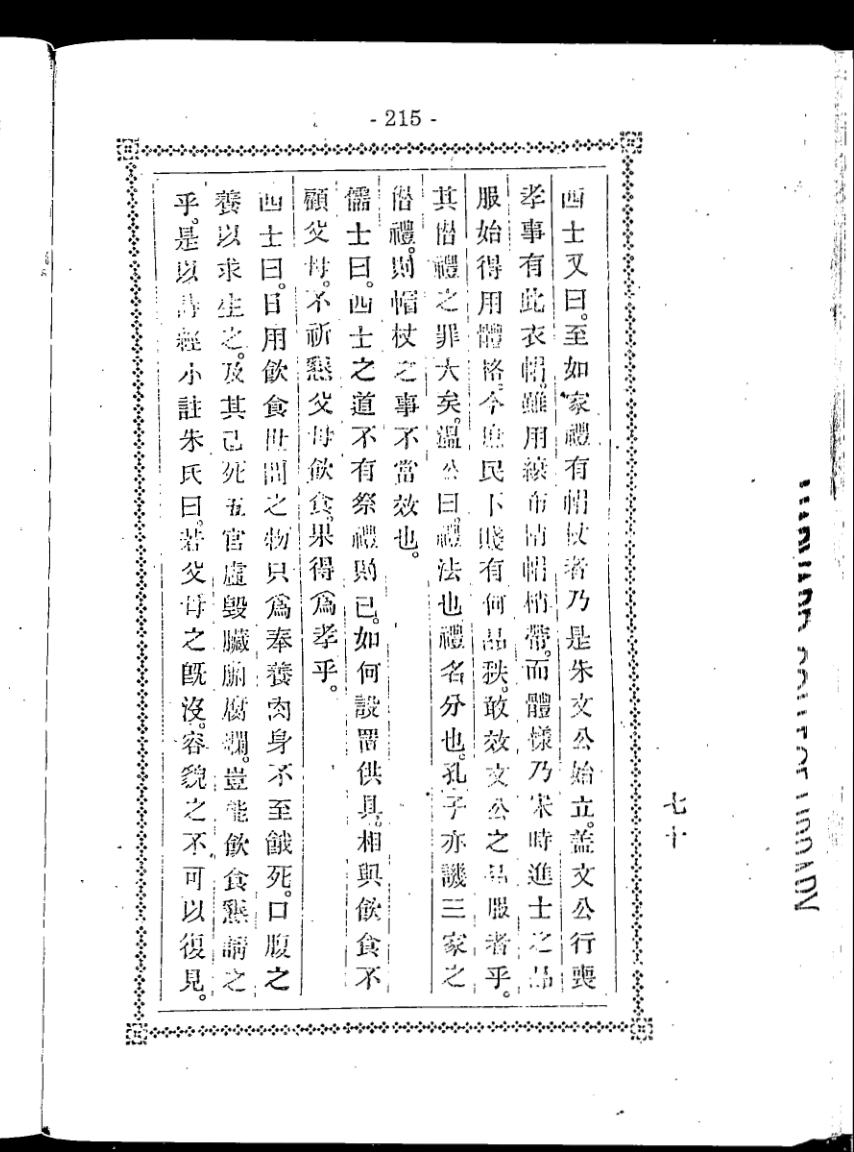 - 215 -
七十
西士又曰。至如家禮有帽杖者乃是朱文公始立。盖文公行喪
孝事有此衣帽。雖用線布梢帽梢帶。而體樣乃宋時進士之品
服始得用體格。今庶民下賤有何品秩。敢效文公之品服者乎。
其僭禮之罪大矣。溫公曰。禮法也禮名分也。孔子亦譏三家之
僭禮。則帽杖之事不當效也。
儒士曰。西士之道不有祭禮則已。如何設置供具。相與飲食不
顧父母。不祈懇父母飲食。果得爲孝乎。
西士曰。日用飲食世間之物只爲奉養肉身不至餓死。口腹之
養以求生之。及其已死五官虛毀臟腑腐爛。豈能飲食懇請之
乎。是以詩經小註朱氏曰。若父母之旣沒。容貌之不可以復見。